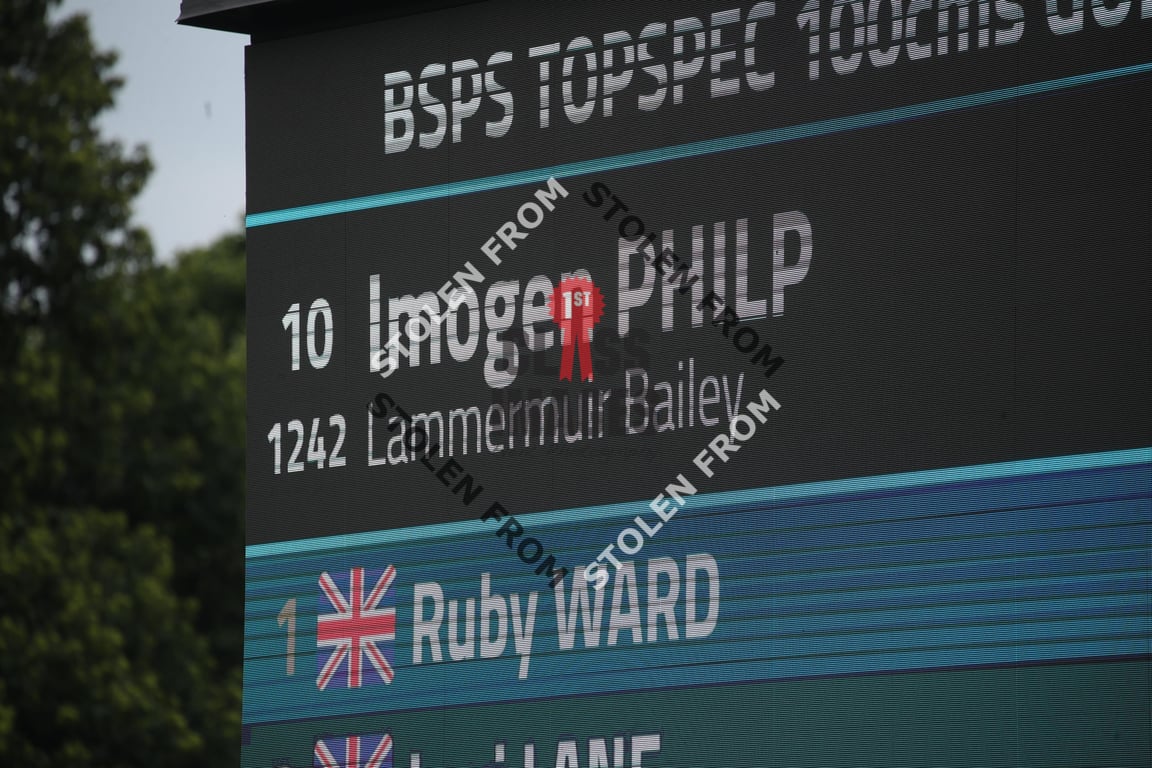 BSPS TOPSPEC 100cms
10 Imogen PHILP
1242 Lammermuir Bailey
1 Ruby WARD
LANE
STOLEN FROM
STOLEN FROM
STOLEN FROM
STOLEN FROM
1ST